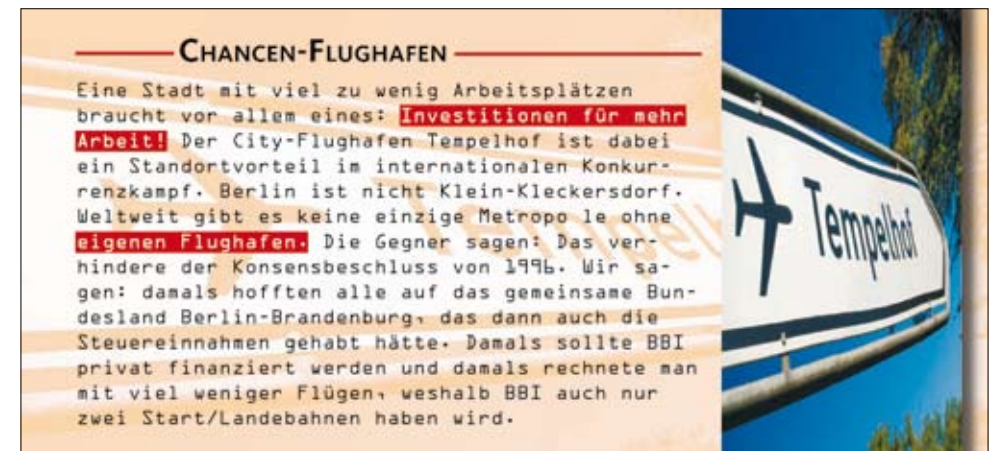 CHANCEN-FLUGHAFEN
Eine Stadt mit viel zu wenig Arbeitsplätzen
braucht vor allem eines: Investitionen für mehr
Arbeit! Der City-Flughafen Tempelhof ist dabei
ein Standortvorteil im internationalen Konkur-
renzkampf. Berlin ist nicht Klein-Kleckersdorf.
Weltweit gibt es keine einzige Metropo le ohne
eigenen Flughafen. Die Gegner sagen: Das ver-
hindere der Konsensbeschluss von 1996. Wir sa-
gen: damals hofften alle auf das gemeinsame Bun-
desland Berlin-Brandenburg, das dann auch die
Steuereinnahmen gehabt hätte. Damals sollte BBI
privat finanziert werden und damals rechnete man
mit viel weniger Flügen, weshalb BBI auch nur
zwei Start/Landebahnen haben wird.
Tempelhof